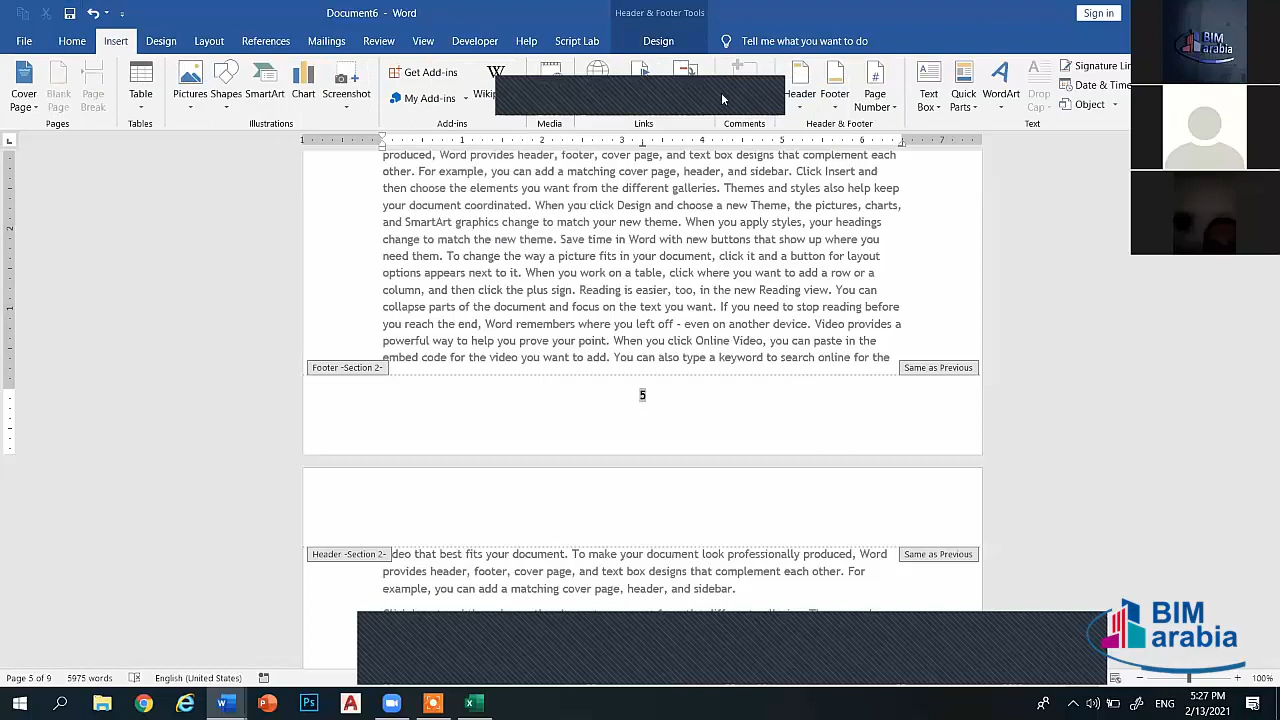 Document6 - Word
Header & Footer Tools
Sign in
File Home Insert Design Layout References Mailings Review View Developer Help Script Lab Design Tell me what you want to do
Cover Page
Blank Page
Page Break
Table
Pictures
Shapes
SmartArt
Chart
Screenshot
Get Add-ins
My Add-ins
Header
Footer
Page Number
Text Box
Quick Parts
WordArt
Drop Cap
Signature Lin
Date & Time
Object
Pages Tables Illustrations Add-ins Media Links Comments Header & Footer Text
BIM
arabia
1 1 2 3 4 5 6 7
produced, Word provides header, footer, cover page, and text box designs that complement each
other. For example, you can add a matching cover page, header, and sidebar. Click Insert and
then choose the elements you want from the different galleries. Themes and styles also help keep
your document coordinated. When you click Design and choose a new Theme, the pictures, charts,
and SmartArt graphics change to match your new theme. When you apply styles, your headings
change to match the new theme. Save time in Word with new buttons that show up where you
need them. To change the way a picture fits in your document, click it and a button for layout
options appears next to it. When you work on a table, click where you want to add a row or a
column, and then click the plus sign. Reading is easier, too, in the new Reading view. You can
collapse parts of the document and focus on the text you want. If you need to stop reading before
you reach the end, Word remembers where you left off - even on another device. Video provides a
powerful way to help you prove your point. When you click Online Video, you can paste in the
embed code for the video you want to add. You can also type a keyword to search online for the
Footer -Section 2-
Same as Previous
5
Header -Section 2-
Same as Previous
deo that best fits your document. To make your document look professionally produced, Word
provides header, footer, cover page, and text box designs that complement each other. For
example, you can add a matching cover page, header, and sidebar.
BIM
arabia
Page 5 of 9 5975 words English (United States) 100%
ENG
5:27 PM
2/13/2021